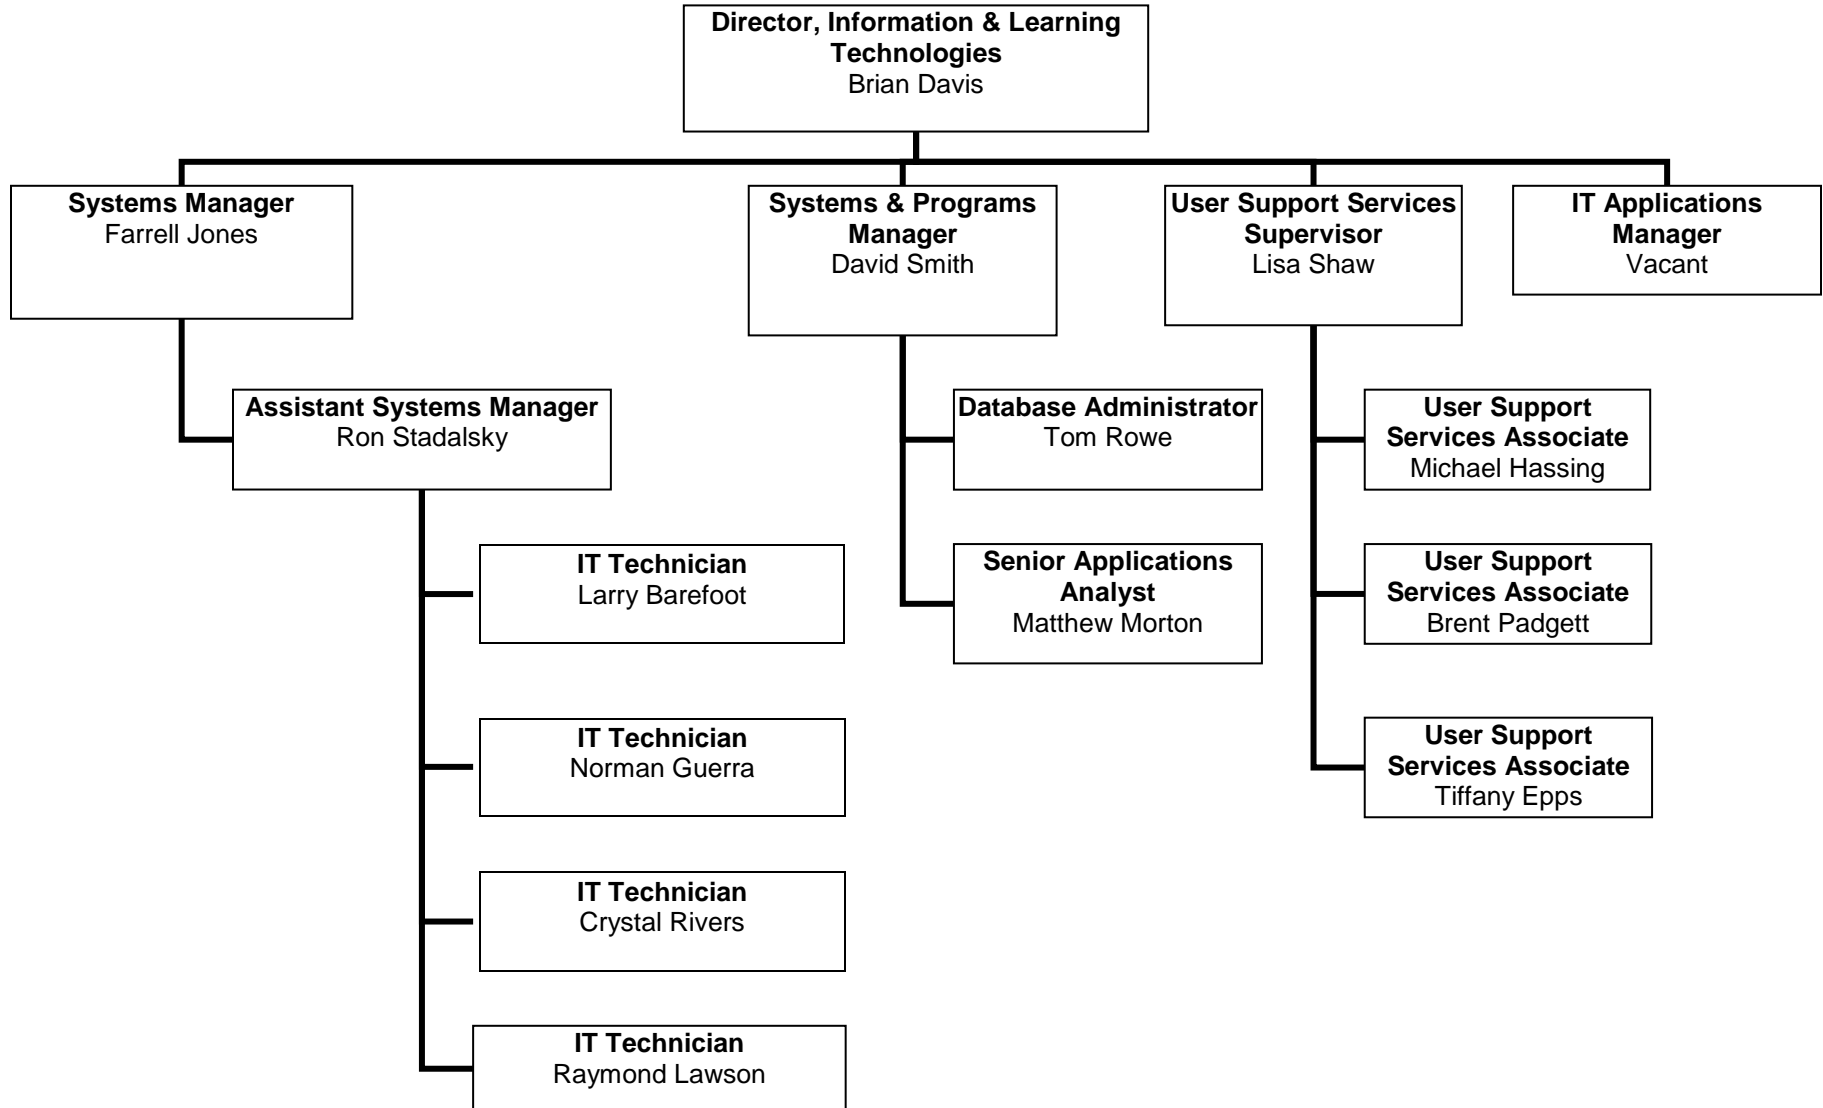 Director, Information & Learning
Technologies
Brian Davis
Systems Manager
Farrell Jones
Systems & Programs
Manager
David Smith
User Support Services
Supervisor
Lisa Shaw
IT Applications
Manager
Vacant
Assistant Systems Manager
Ron Stadalsky
Database Administrator
Tom Rowe
User Support
Services Associate
Michael Hassing
IT Technician
Larry Barefoot
Senior Applications
Analyst
Matthew Morton
User Support
Services Associate
Brent Padgett
IT Technician
Norman Guerra
User Support
Services Associate
Tiffany Epps
IT Technician
Crystal Rivers
IT Technician
Raymond Lawson